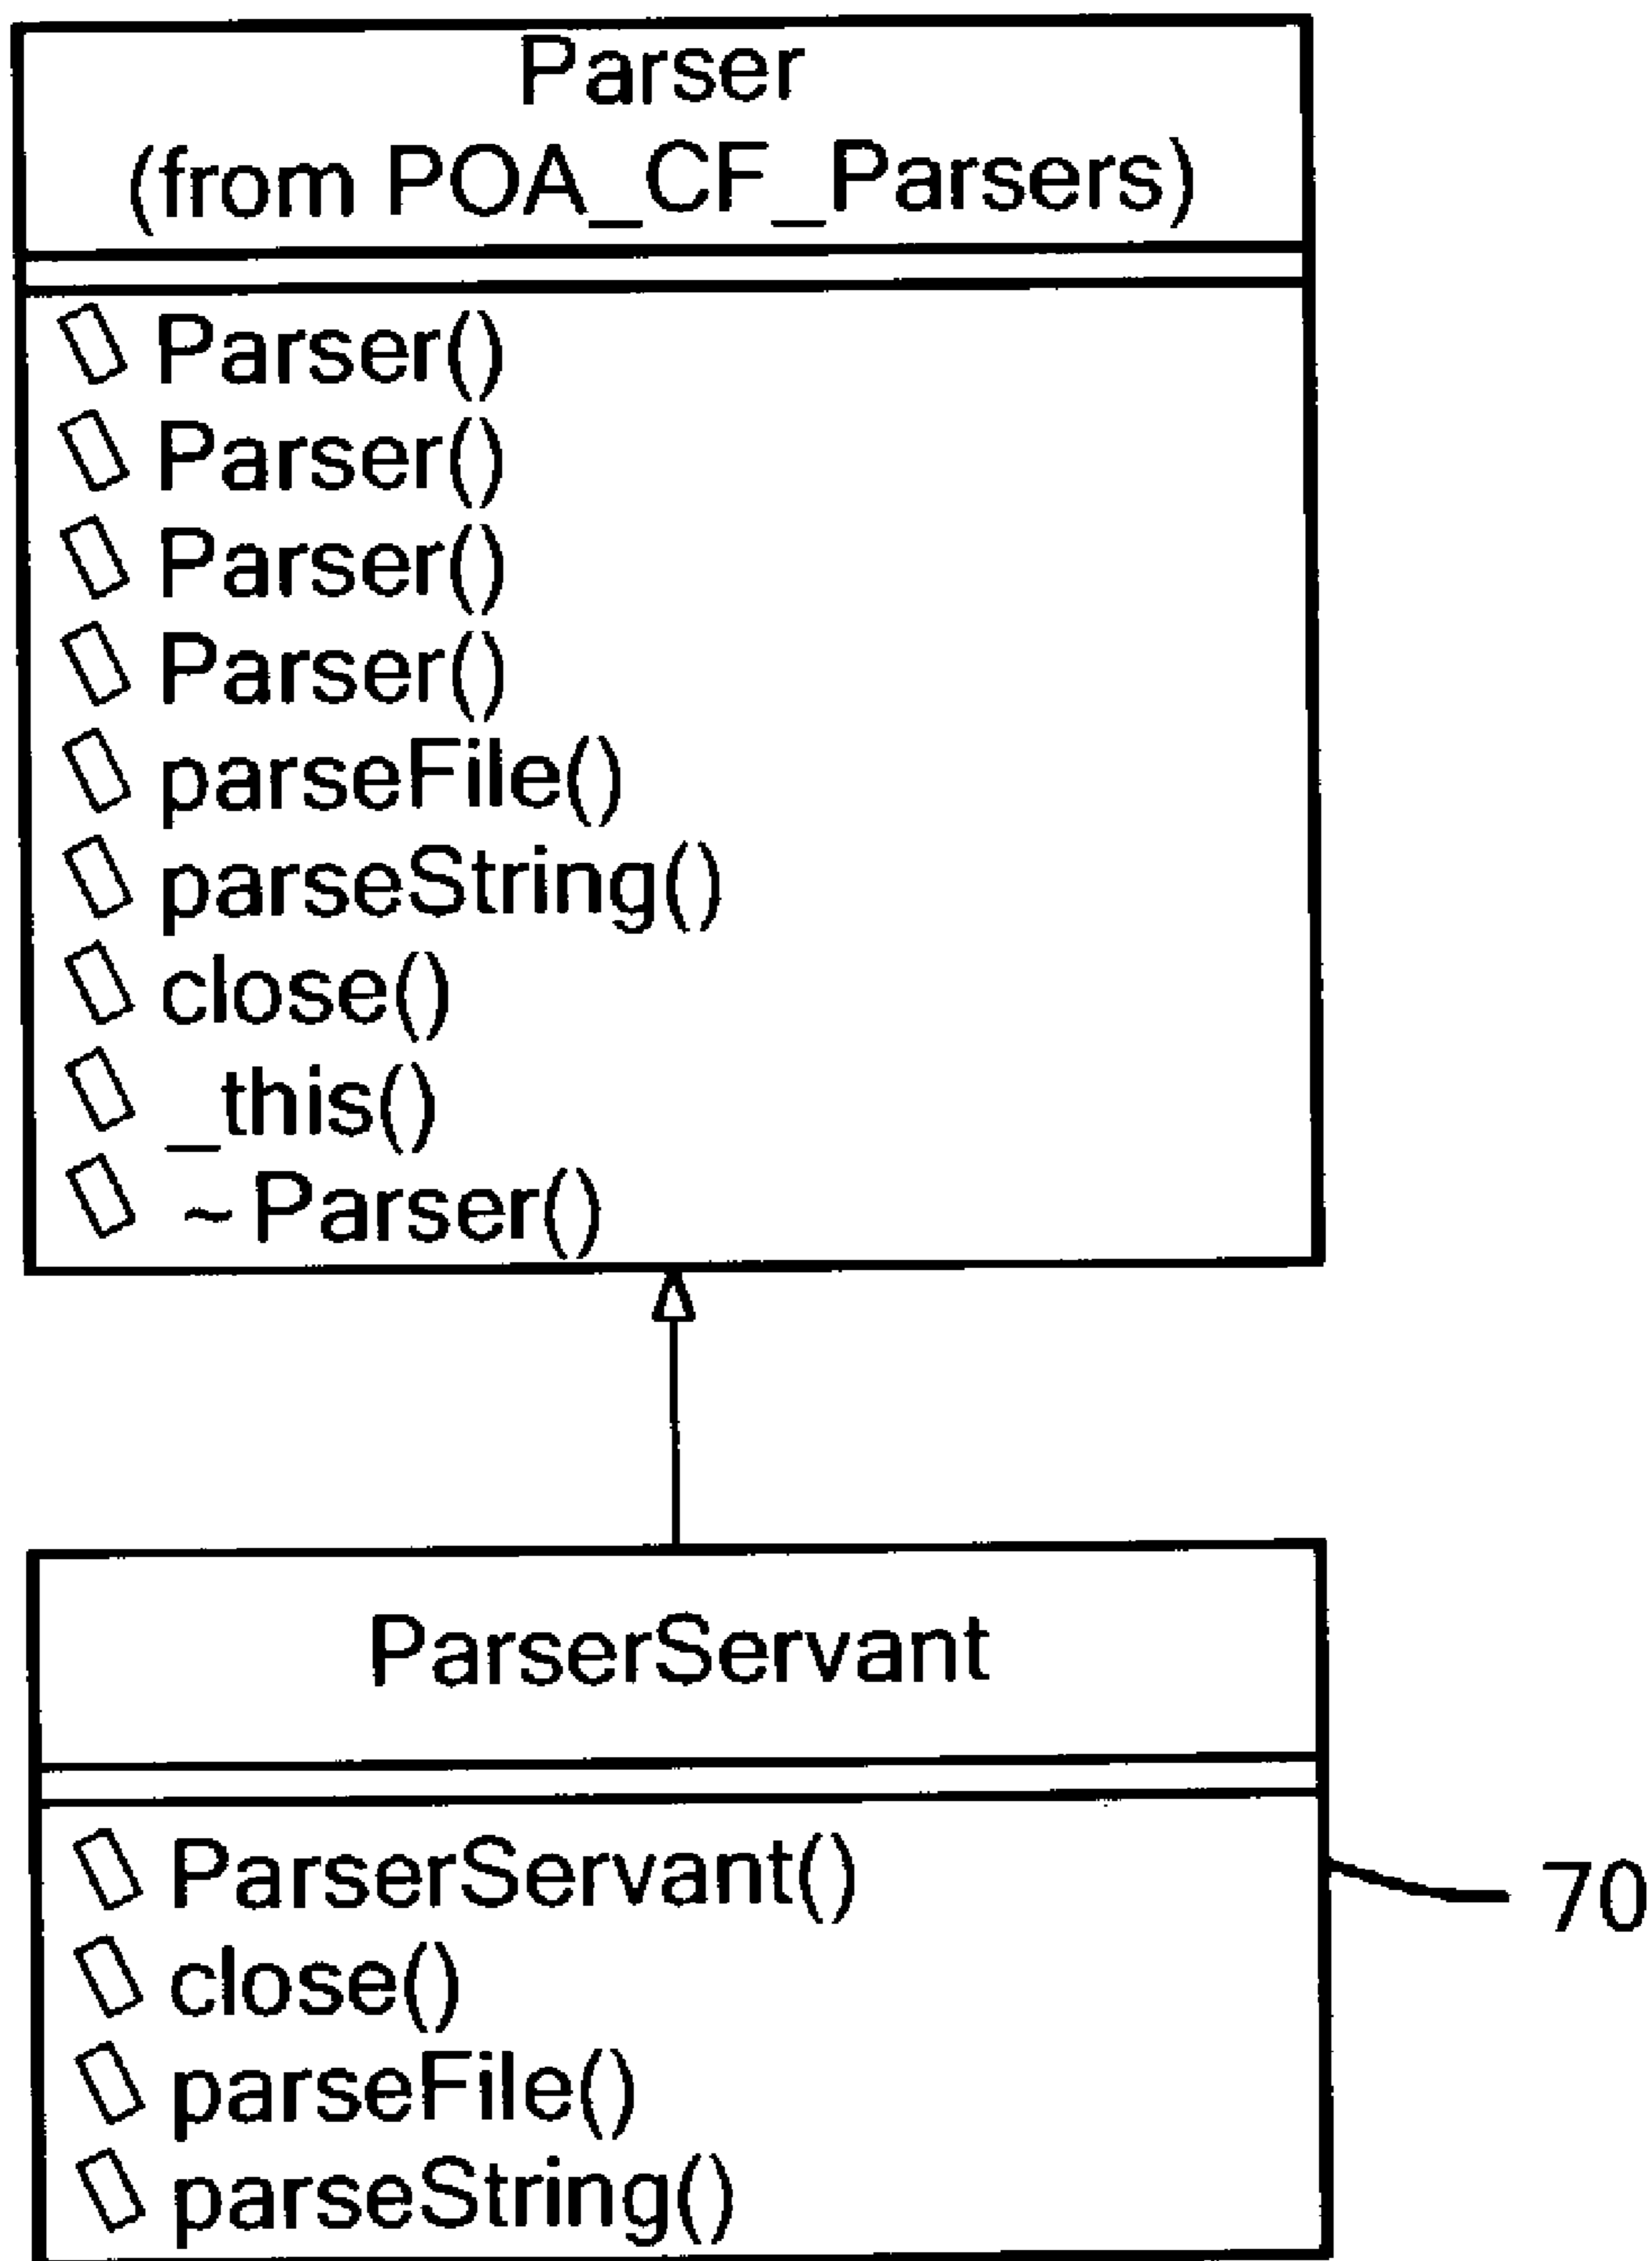 Parser
(from POA_CF_Parsers)
Parser()
Parser()
Parser()
Parser()
parseFile()
parseString()
close()
_this()
~Parser()
ParserServant
ParserServant()
70
close()
parseFile()
parseString()